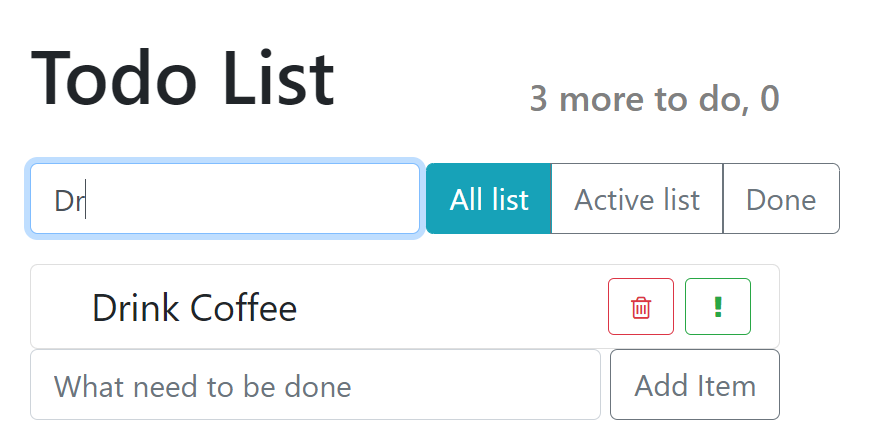 Todo List
3 more to do, 0
Dr
All list
Active list
Done
Drink Coffee
!
What need to be done
Add Item